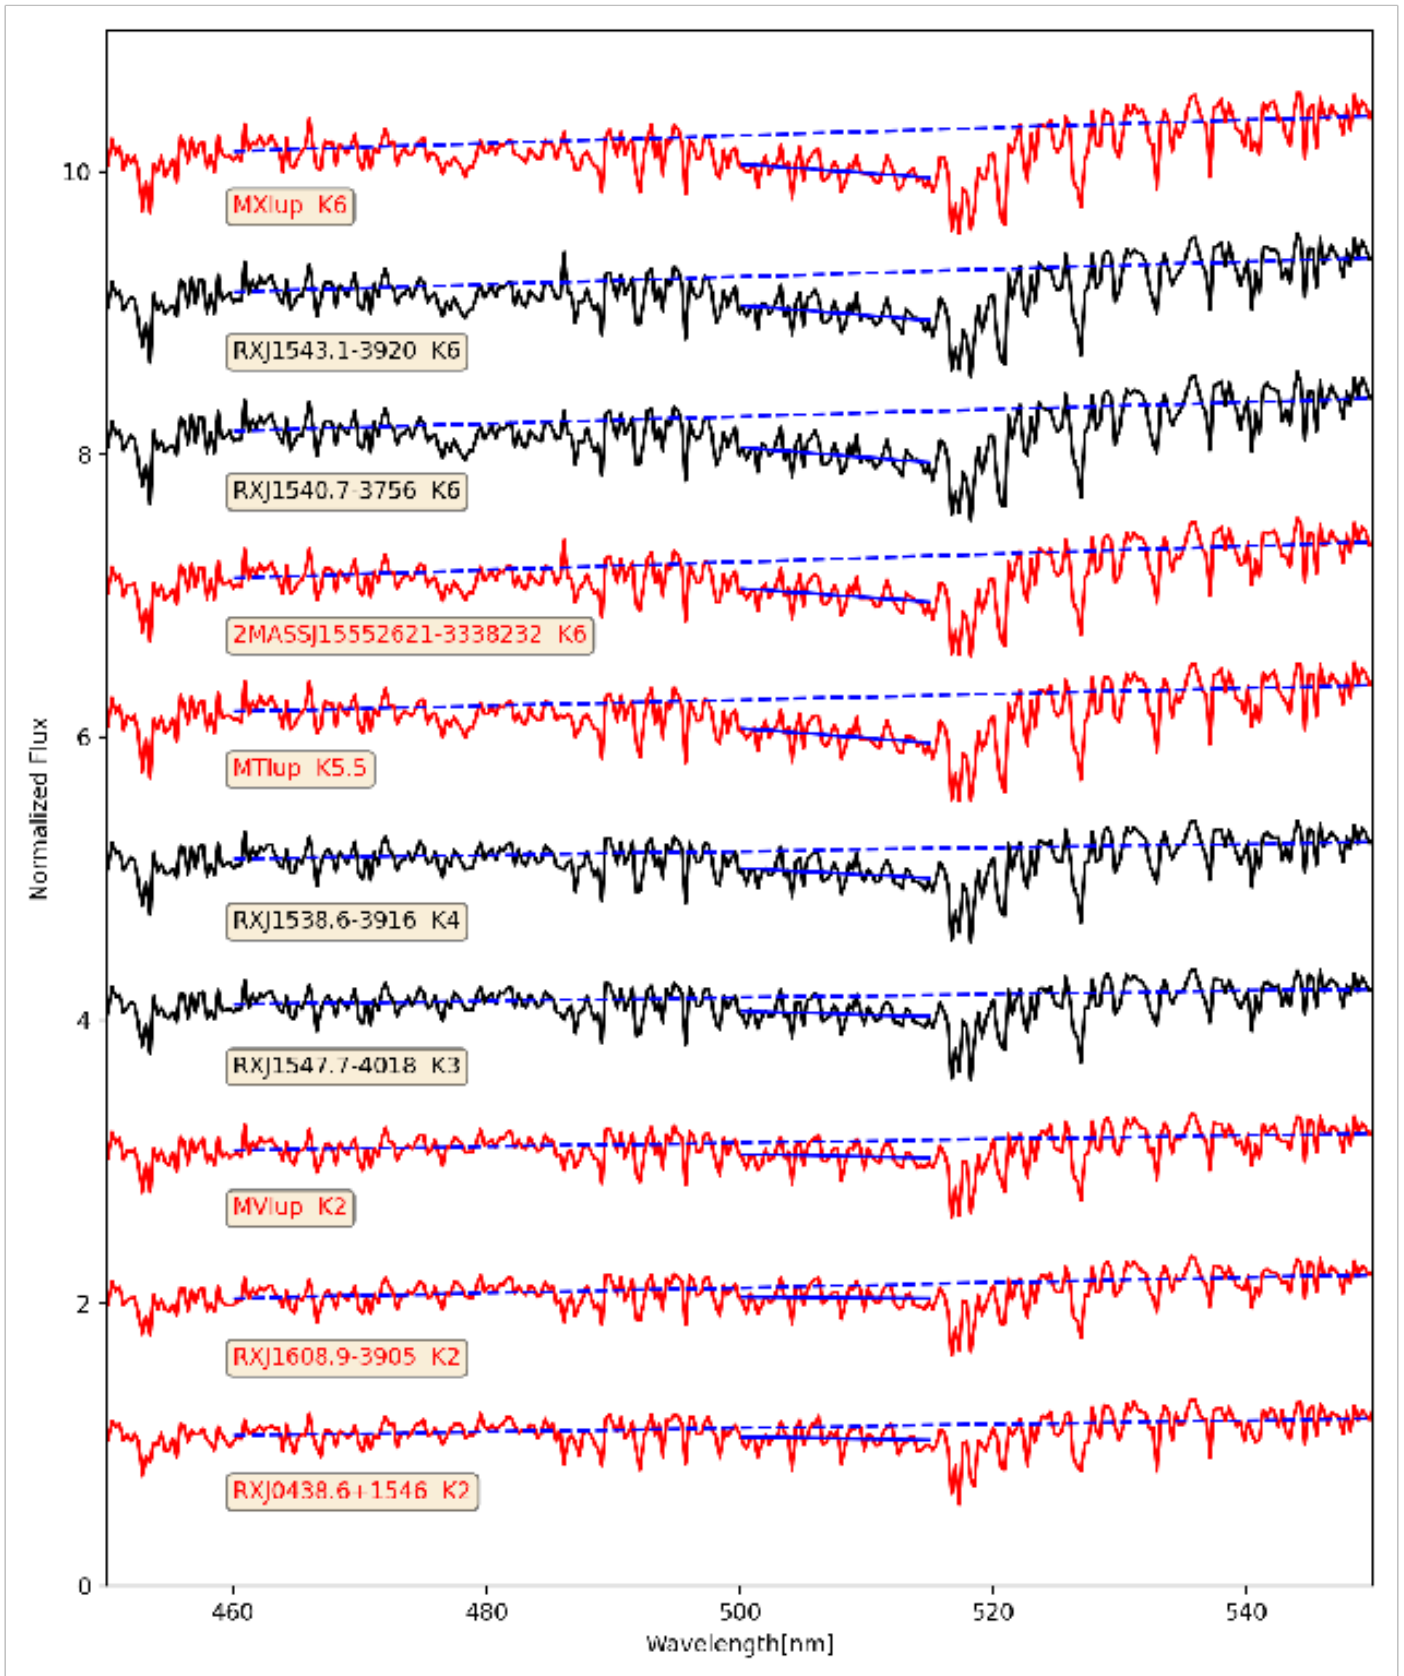 10
MXlup K6
RXJ1543.1-3920 K6
8
RXJ1540.7-3756 K6
2MASSJ15552621-3338232 K6
6
MTlup K5.5
Normalized Flux
RXJ1538.6-3916 K4
4
RXJ1547.7-4018 K3
MVlup K2
2
RXJ1608.9-3905 K2
RXJ0438.6+1546 K2
0
460 480 500 520 540
Wavelength[nm]